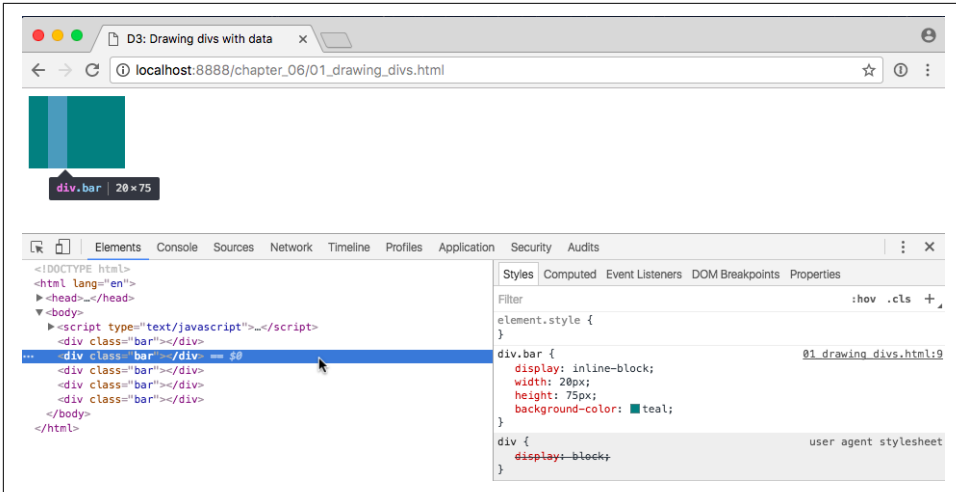 D3: Drawing divs with data
localhost:8888/chapter_06/01_drawing_divs.html
div.bar | 20×75
Elements Console Sources Network Timeline Profiles Application Security Audits
<!DOCTYPE html>
<html lang="en">
▶<head>…</head>
▼<body>
▶<script type="text/javascript">…</script>
<div class="bar"></div>
<div class="bar"></div> == $0
<div class="bar"></div>
<div class="bar"></div>
<div class="bar"></div>
</body>
</html>
Styles Computed Event Listeners DOM Breakpoints Properties
Filter :hov .cls +
element.style {
}
div.bar { 01_drawing_divs.html:9
display: inline-block;
width: 20px;
height: 75px;
background-color: teal;
}
div { user agent stylesheet
display: block;
}